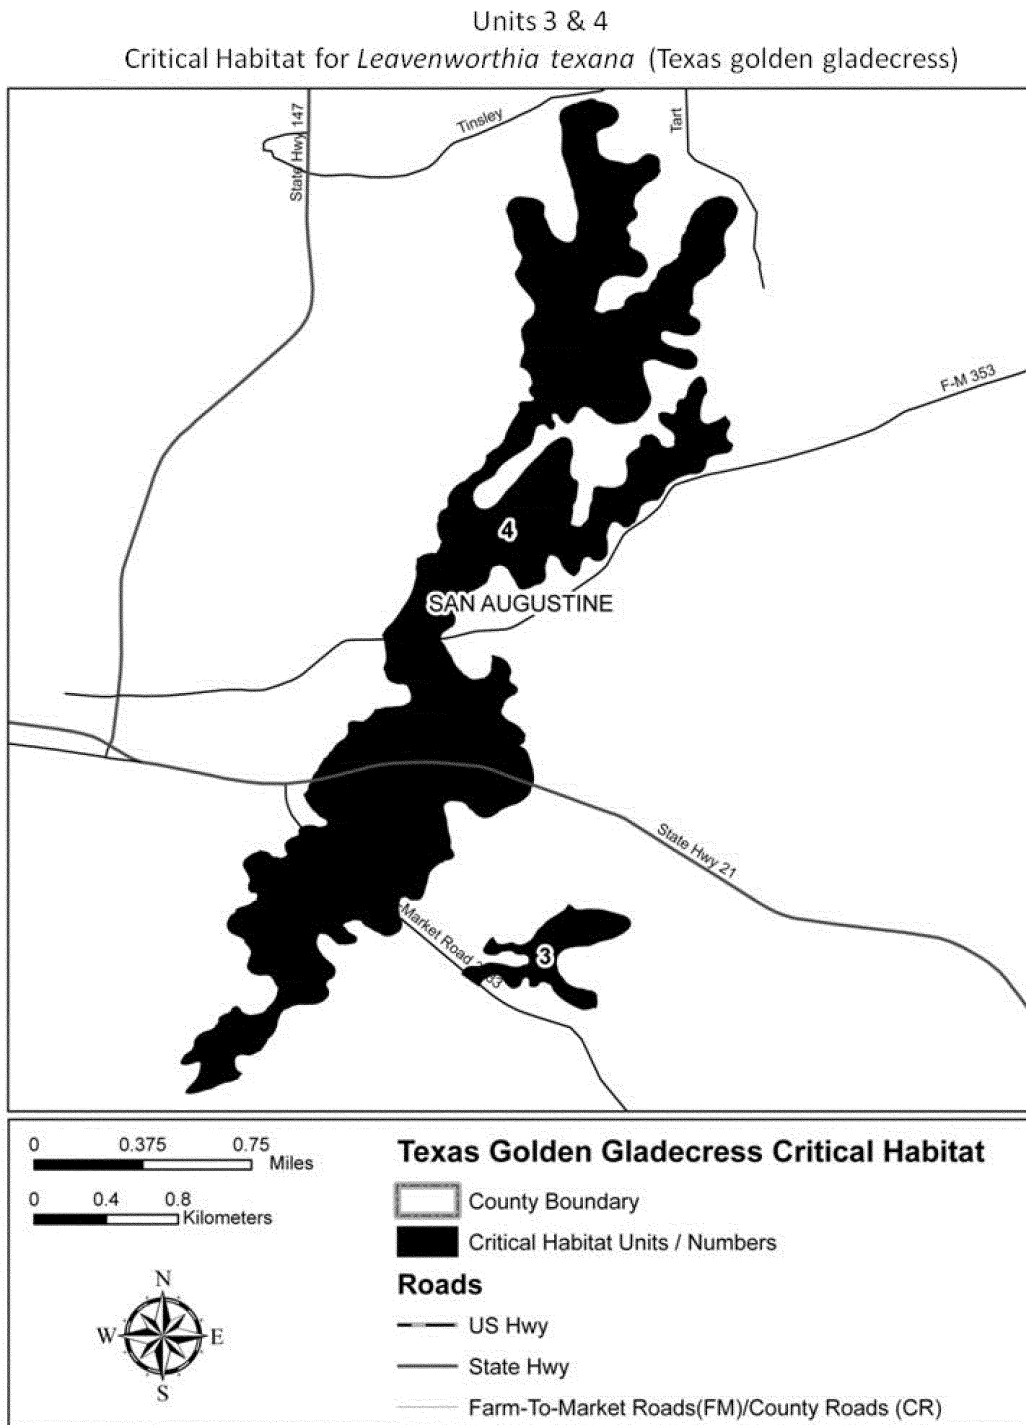 Units 3 & 4
Critical Habitat for Leavenworthia texana (Texas golden gladecress)
State Hwy 147
Tinsley
Tart
F-M 353
4
SAN AUGUSTINE
State Hwy 21
-Market Road
3
0 0.375 0.75
Miles
0 0.4 0.8
Kilometers
N
W E
S
Texas Golden Gladecress Critical Habitat
County Boundary
Critical Habitat Units / Numbers
Roads
US Hwy
State Hwy
Farm-To-Market Roads(FM)/County Roads (CR)